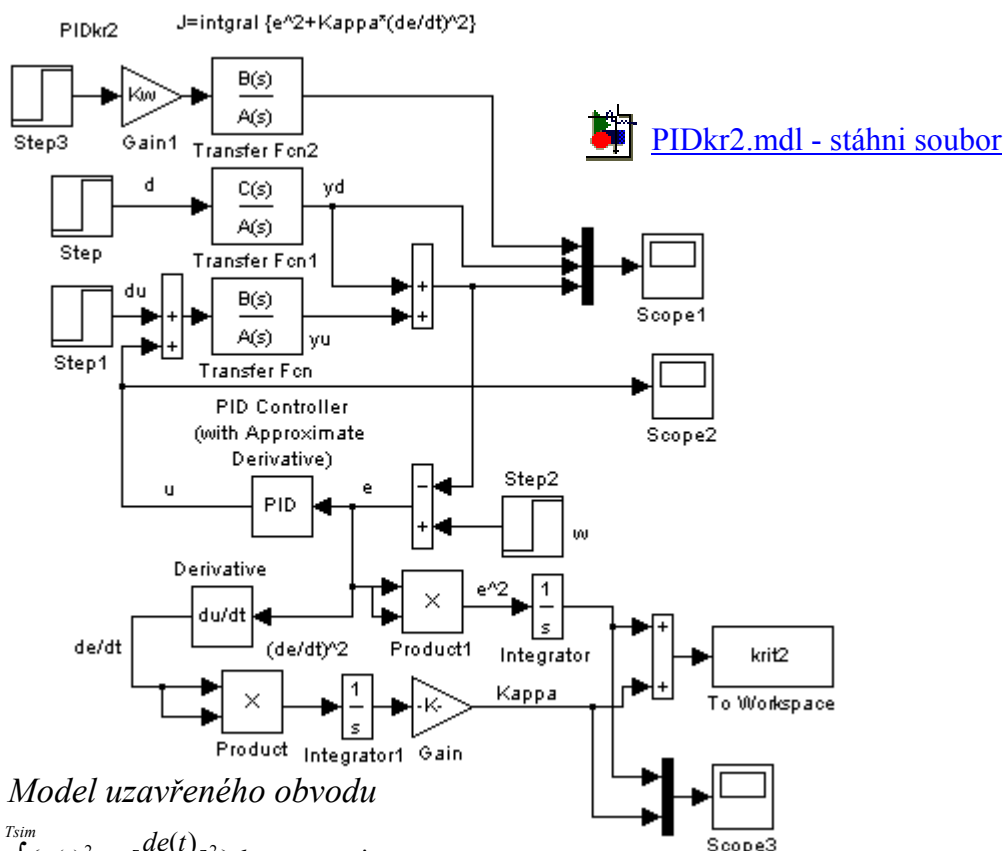 PIDkr2
J=intgral {e^2+Kappa*(de/dt)^2}
Step3
Kw
Gain1
B(s)
A(s)
Transfer Fcn2
PIDkr2.mdl - stáhni soubor
d
Step
C(s)
A(s)
yd
Transfer Fcn1
Scope1
du
Step1
+
+
B(s)
A(s)
yu
Transfer Fcn
+
+
Scope2
PID Controller
(with Approximate
Derivative)
u
PID
e
−
+
Step2
w
Derivative
du/dt
de/dt
(de/dt)^2
×
Product1
e^2
1
s
Integrator
+
+
krit2
To Workspace
×
Product
1
s
Integrator1
-K-
Gain
Kappa
Scope3
Model uzavřeného obvodu
Tsim
de(t)